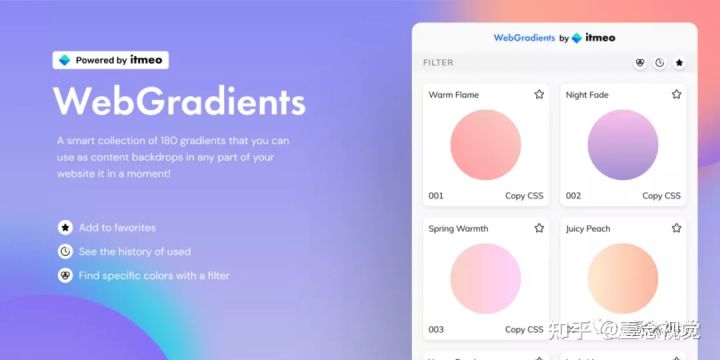 Powered by itmeo
WebGradients
A smart collection of 180 gradients that you can
use as content backdrops in any part of your
website it in a moment!
Add to favorites
See the history of used
Find specific colors with a filter
WebGradients by itmeo
FILTER
Warm Flame
Night Fade
001 Copy CSS
002 Copy CSS
Spring Warmth
Juicy Peach
003 Copy CSS
Copy CSS
知乎 @壹念视觉